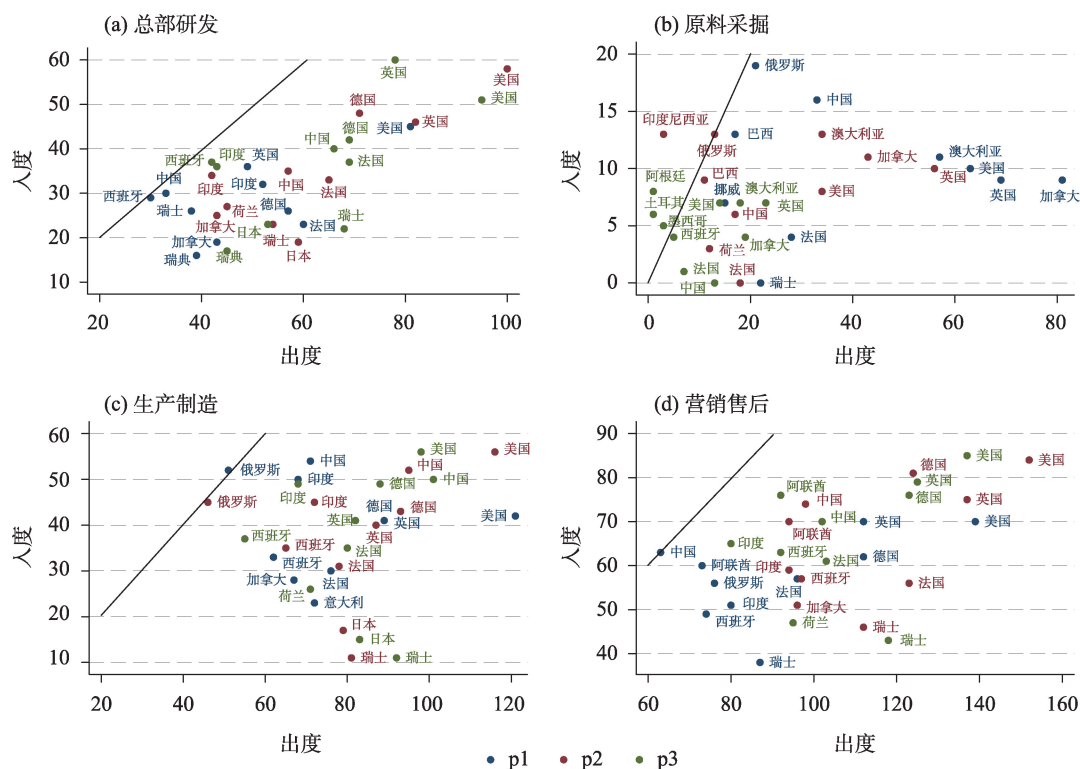 (a) 总部研发
入度
60
50
40
30
20
10
英国
美国
美国
德国
美国
英国
德国
中国
西班牙
印度
英国
法国
中国
印度
印度
中国
法国
西班牙
瑞士
荷兰
德国
瑞士
加拿大
日本
法国
加拿大
瑞士
日本
瑞典
瑞典
20
40
60
80
100
出度
(b) 原料采掘
入度
20
15
10
5
0
俄罗斯
中国
印度尼西亚
俄罗斯
巴西
澳大利亚
加拿大
澳大利亚
美国
英国
英国
加拿大
阿根廷
巴西
土耳其
挪威
美国
澳大利亚
英国
美国
墨西哥
中国
西班牙
加拿大
法国
荷兰
法国
法国
中国
瑞士
0
20
40
60
80
出度
(c) 生产制造
入度
60
50
40
30
20
10
美国
美国
中国
中国
俄罗斯
印度
中国
印度
德国
俄罗斯
印度
德国
德国
美国
英国
英国
英国
西班牙
西班牙
法国
西班牙
法国
加拿大
法国
荷兰
意大利
日本
日本
瑞士
瑞士
20
40
60
80
100
120
出度
(d) 营销售后
入度
90
80
70
60
50
40
美国
美国
德国
英国
阿联酋
德国
中国
英国
阿联酋
中国
英国
美国
印度
中国
西班牙
法国
德国
阿联酋
印度
俄罗斯
法国
西班牙
法国
印度
加拿大
西班牙
荷兰
瑞士
瑞士
瑞士
60
80
100
120
140
160
出度
p1 p2 p3